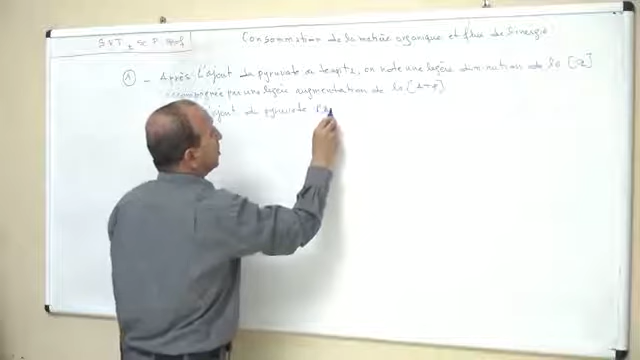 SVT 2 Sc P
Consommation de la matière organique et flux de l'énergie
① - Après l'ajout du pyruvate au temps t2, on note une légère diminution de la [O2]
accompagnée par une légère augmentation de la [ATP]
l'ajout de pyruvate